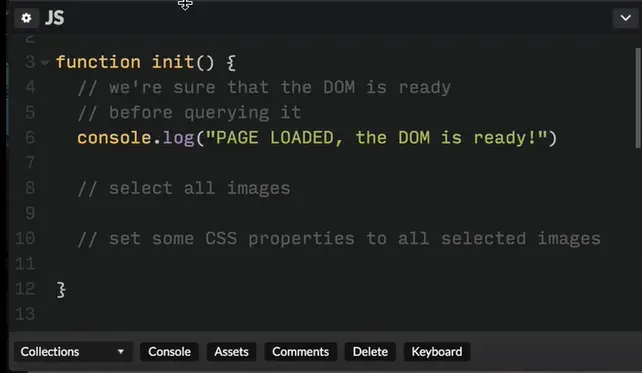 JS
2
3 function init() {
4 // we're sure that the DOM is ready
5 // before querying it
6 console.log("PAGE LOADED, the DOM is ready!")
7
8 // select all images
9
10 // set some CSS properties to all selected images
11
12 }
13
Collections Console Assets Comments Delete Keyboard